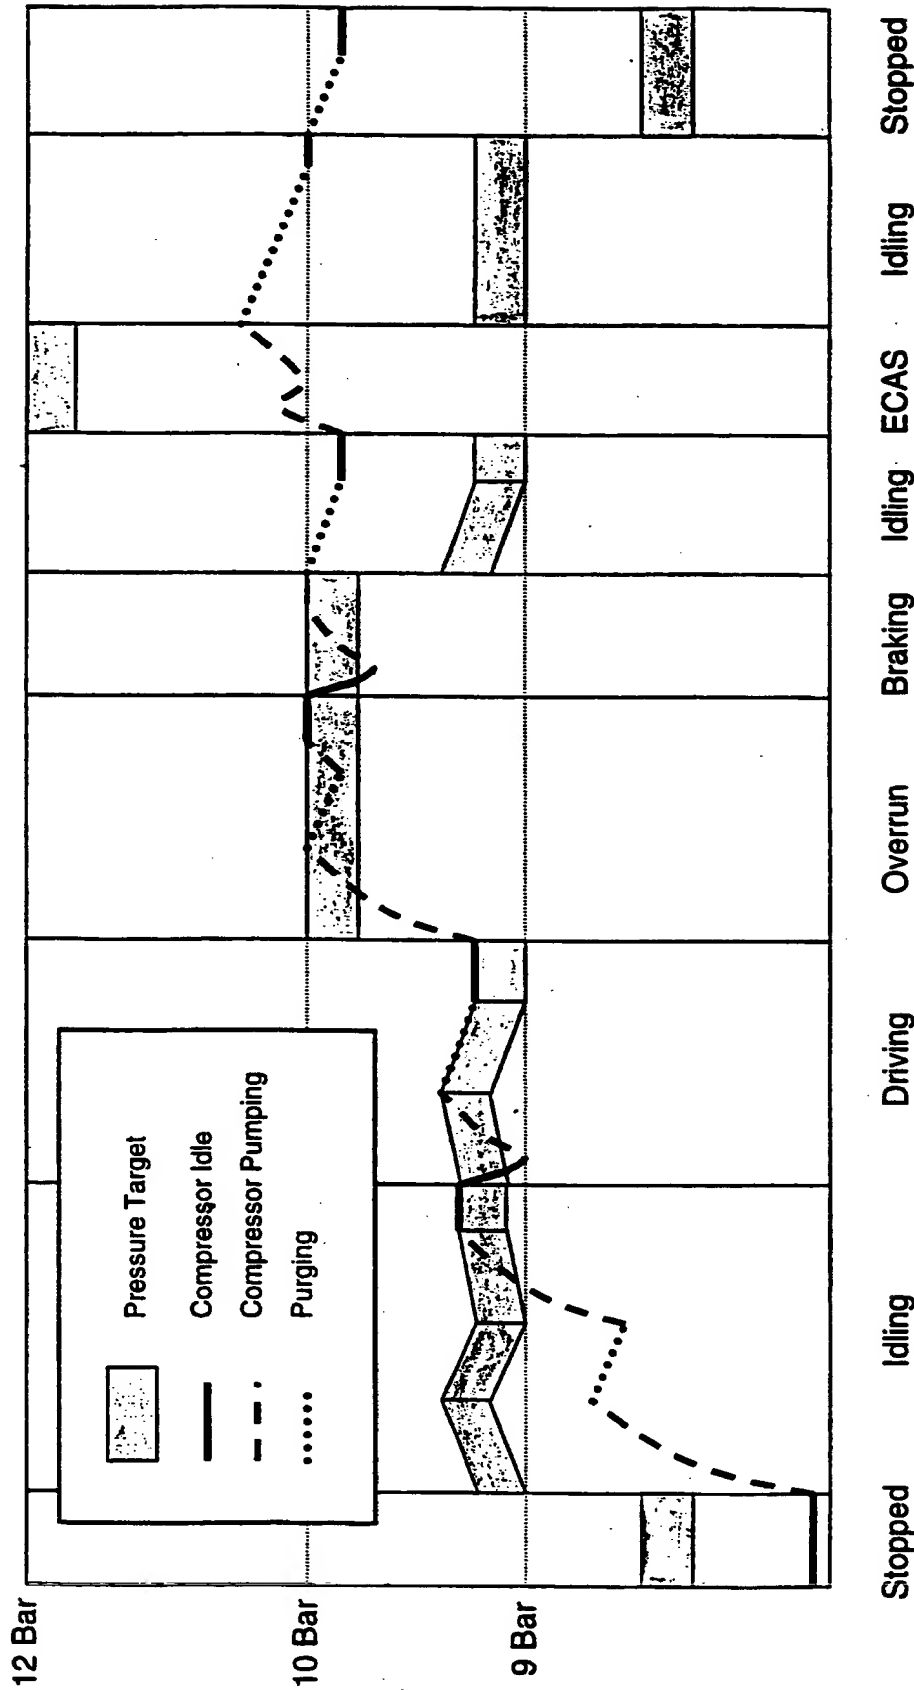 12 Bar
10 Bar
9 Bar
Pressure Target
Compressor Idle
Compressor Pumping
Purging
Stopped
Idling
Driving
Overrun
Braking
Idling
ECAS
Idling
Stopped